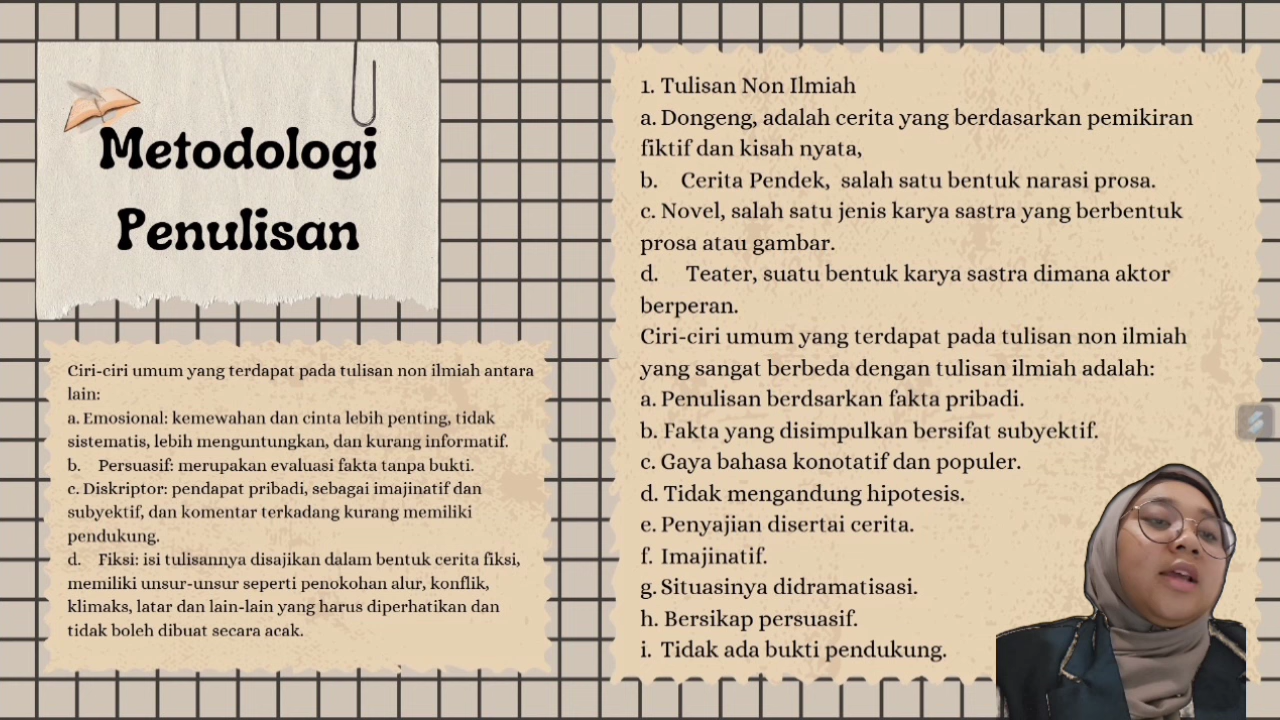 Metodologi
Penulisan
Ciri-ciri umum yang terdapat pada tulisan non ilmiah antara
lain:
a. Emosional: kemewahan dan cinta lebih penting, tidak
sistematis, lebih menguntungkan, dan kurang informatif.
b. Persuasif: merupakan evaluasi fakta tanpa bukti.
c. Diskriptor: pendapat pribadi, sebagai imajinatif dan
subyektif, dan komentar terkadang kurang memiliki
pendukung.
d. Fiksi: isi tulisannya disajikan dalam bentuk cerita fiksi,
memiliki unsur-unsur seperti penokohan alur, konflik,
klimaks, latar dan lain-lain yang harus diperhatikan dan
tidak boleh dibuat secara acak.
1. Tulisan Non Ilmiah
a. Dongeng, adalah cerita yang berdasarkan pemikiran
fiktif dan kisah nyata,
b. Cerita Pendek, salah satu bentuk narasi prosa.
c. Novel, salah satu jenis karya sastra yang berbentuk
prosa atau gambar.
d. Teater, suatu bentuk karya sastra dimana aktor
berperan.
Ciri-ciri umum yang terdapat pada tulisan non ilmiah
yang sangat berbeda dengan tulisan ilmiah adalah:
a. Penulisan berdsarkan fakta pribadi.
b. Fakta yang disimpulkan bersifat subyektif.
c. Gaya bahasa konotatif dan populer.
d. Tidak mengandung hipotesis.
e. Penyajian disertai cerita.
f. Imajinatif.
g. Situasinya didramatisasi.
h. Bersikap persuasif.
i. Tidak ada bukti pendukung.